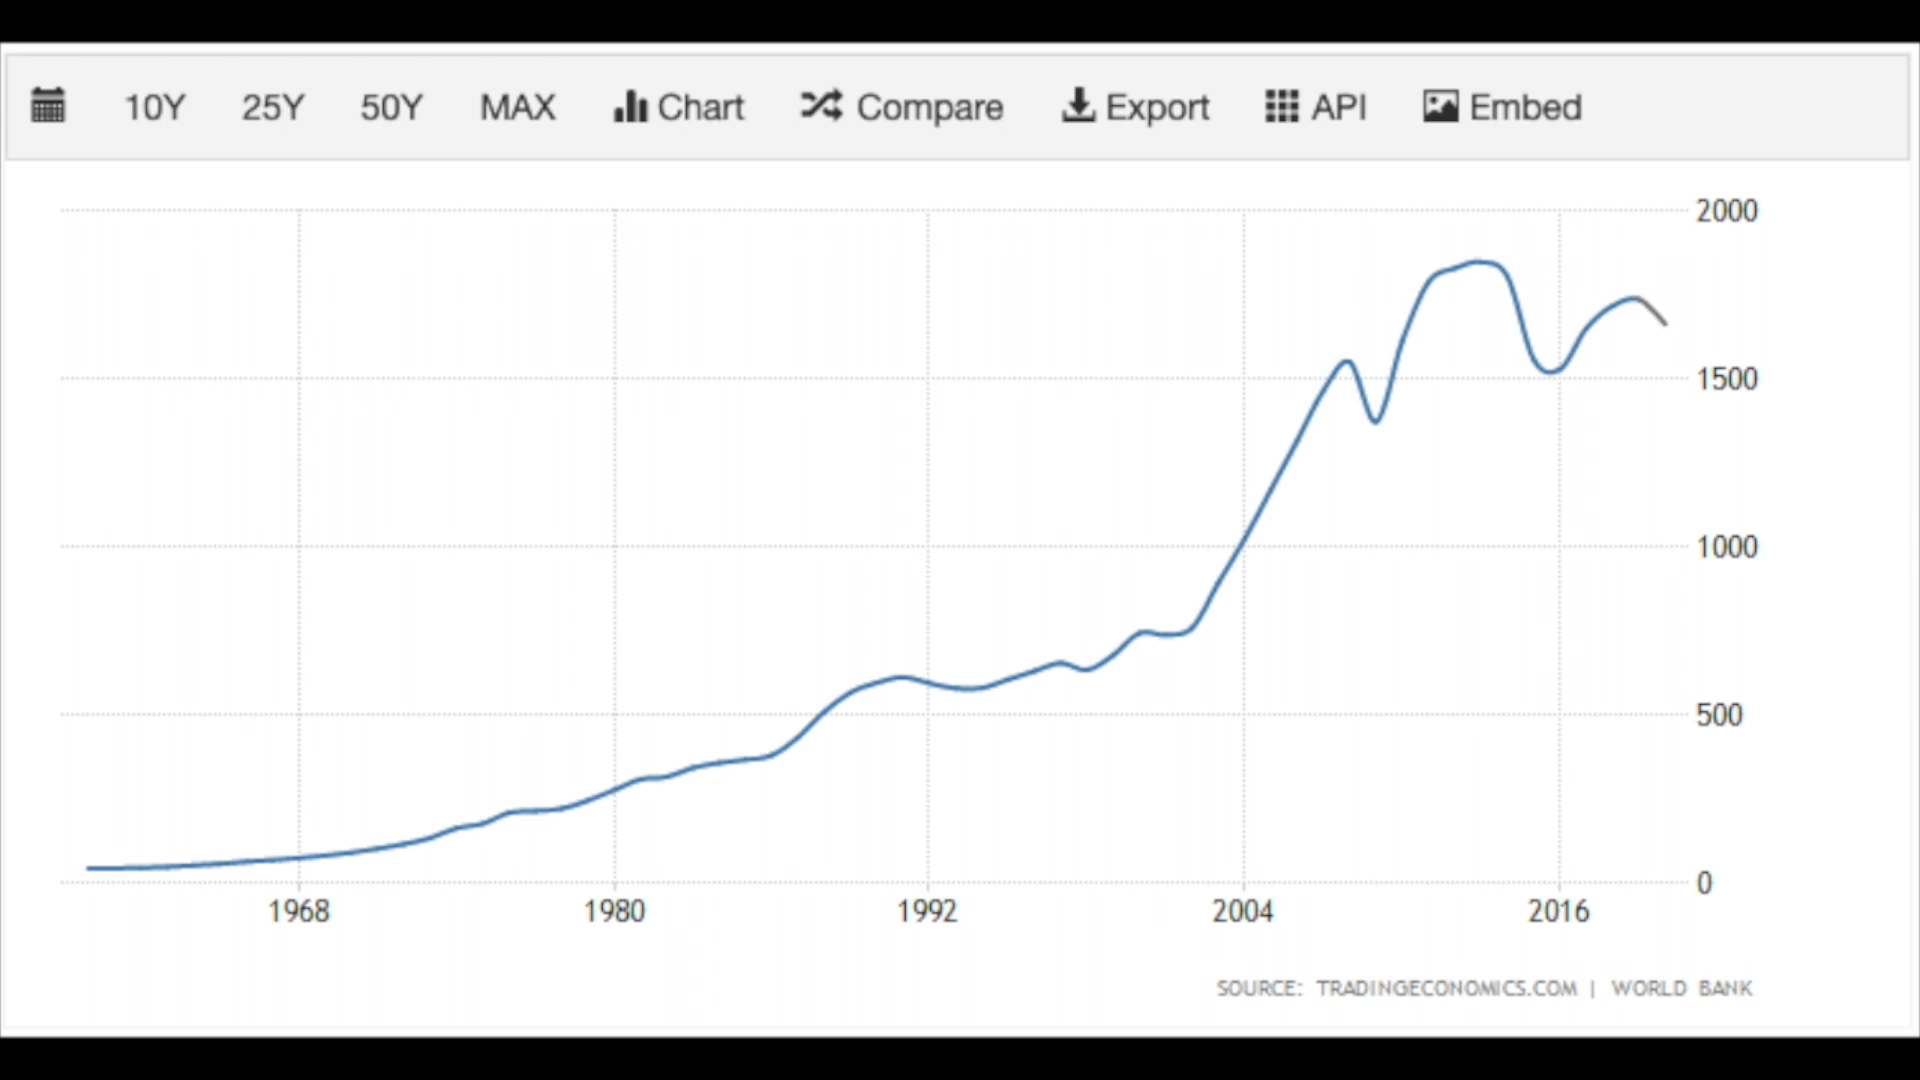 10Y 25Y 50Y MAX Chart Compare Export API Embed
2000
1500
1000
500
0
1968 1980 1992 2004 2016
SOURCE: TRADINGECONOMICS.COM | WORLD BANK